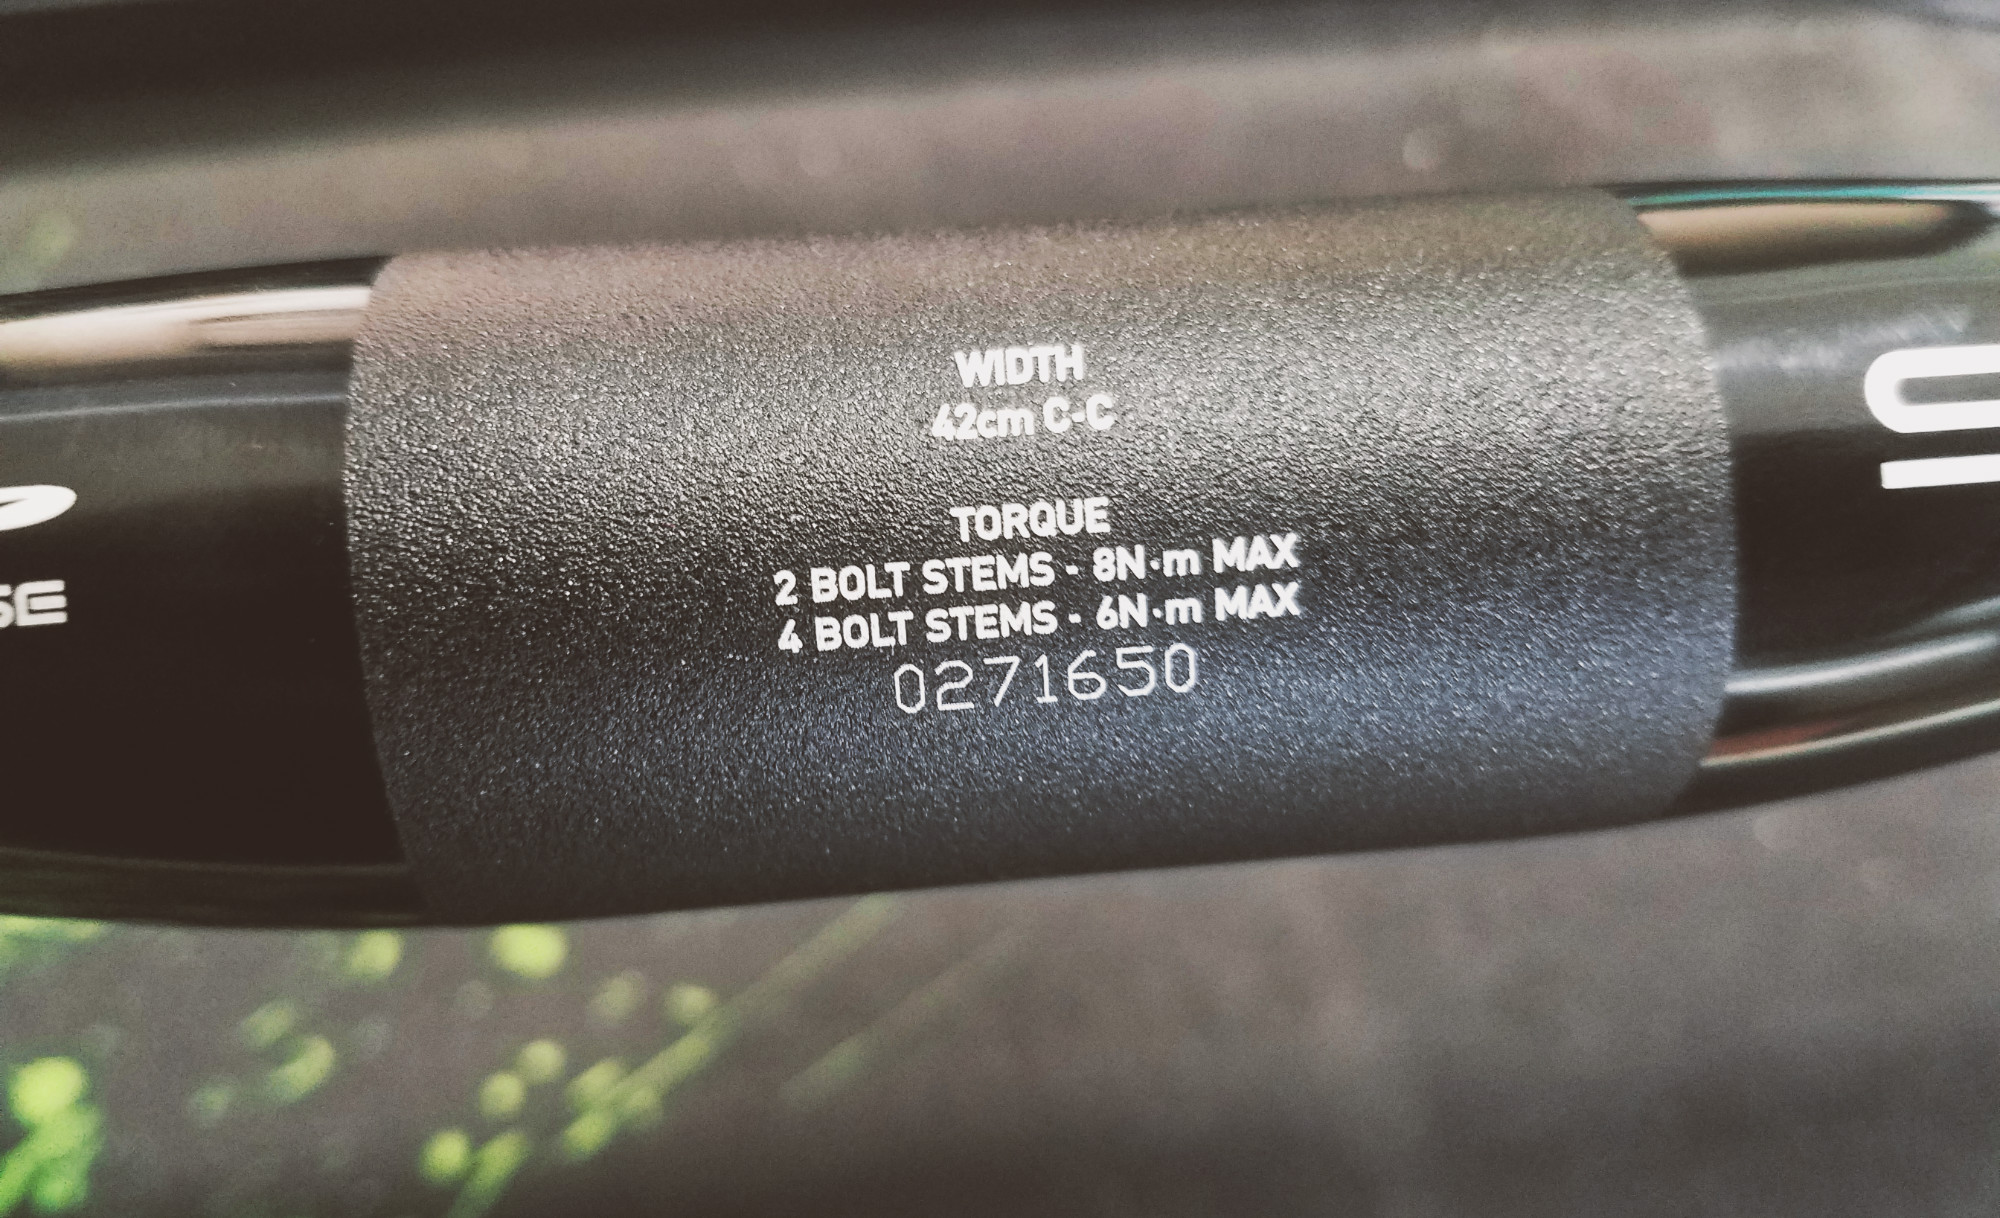 WIDTH
42cm C-C
TORQUE
2 BOLT STEMS - 8N·m MAX
4 BOLT STEMS - 6N·m MAX
0271650